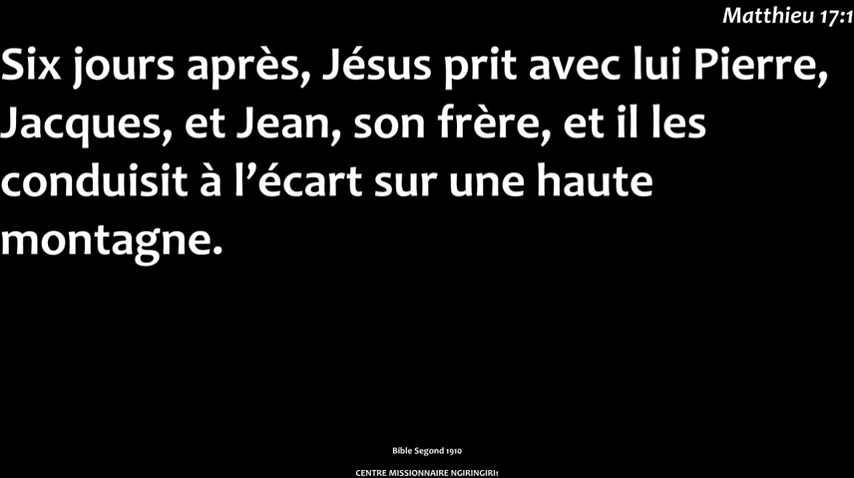 Matthieu 17:1
Six jours après, Jésus prit avec lui Pierre,
Jacques, et Jean, son frère, et il les
conduisit à l’écart sur une haute
montagne.
Bible Segond 1910
CENTRE MISSIONNAIRE NGIRINGIRI1